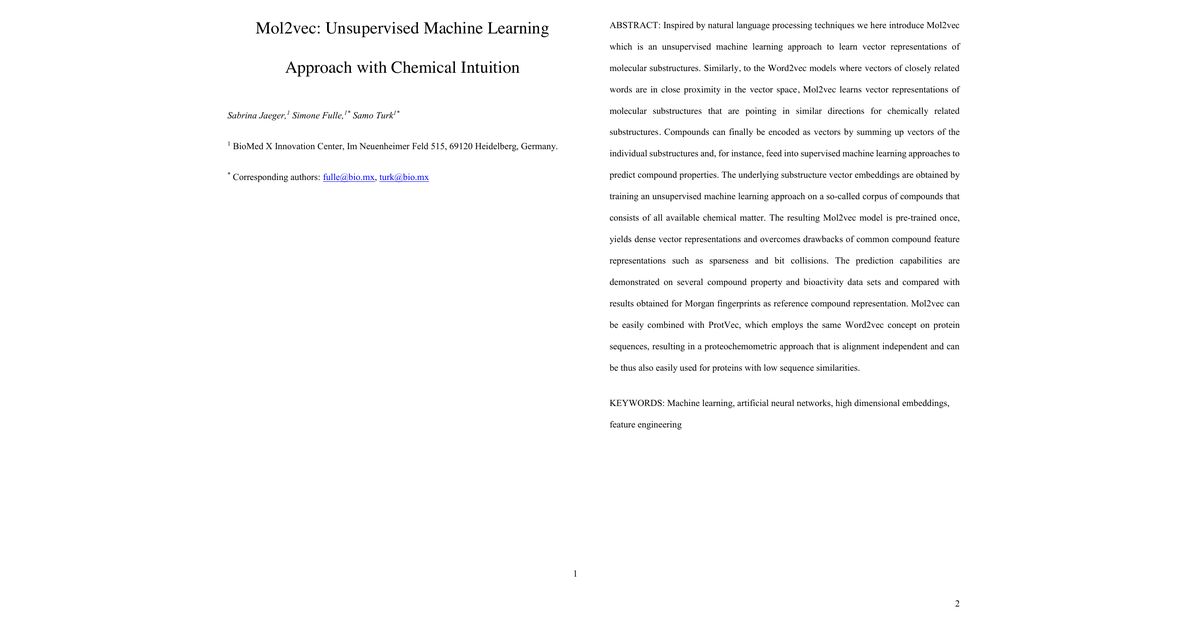 Mol2vec: Unsupervised Machine Learning
Approach with Chemical Intuition
Sabrina Jaeger,1 Simone Fulle,1* Samo Turk1*
1 BioMed X Innovation Center, Im Neuenheimer Feld 515, 69120 Heidelberg, Germany.
* Corresponding authors: fulle@bio.mx, turk@bio.mx
1
ABSTRACT: Inspired by natural language processing techniques we here introduce Mol2vec
which is an unsupervised machine learning approach to learn vector representations of
molecular substructures. Similarly, to the Word2vec models where vectors of closely related
words are in close proximity in the vector space, Mol2vec learns vector representations of
molecular substructures that are pointing in similar directions for chemically related
substructures. Compounds can finally be encoded as vectors by summing up vectors of the
individual substructures and, for instance, feed into supervised machine learning approaches to
predict compound properties. The underlying substructure vector embeddings are obtained by
training an unsupervised machine learning approach on a so-called corpus of compounds that
consists of all available chemical matter. The resulting Mol2vec model is pre-trained once,
yields dense vector representations and overcomes drawbacks of common compound feature
representations such as sparseness and bit collisions. The prediction capabilities are
demonstrated on several compound property and bioactivity data sets and compared with
results obtained for Morgan fingerprints as reference compound representation. Mol2vec can
be easily combined with ProtVec, which employs the same Word2vec concept on protein
sequences, resulting in a proteochemometric approach that is alignment independent and can
be thus also easily used for proteins with low sequence similarities.
KEYWORDS: Machine learning, artificial neural networks, high dimensional embeddings,
feature engineering
2